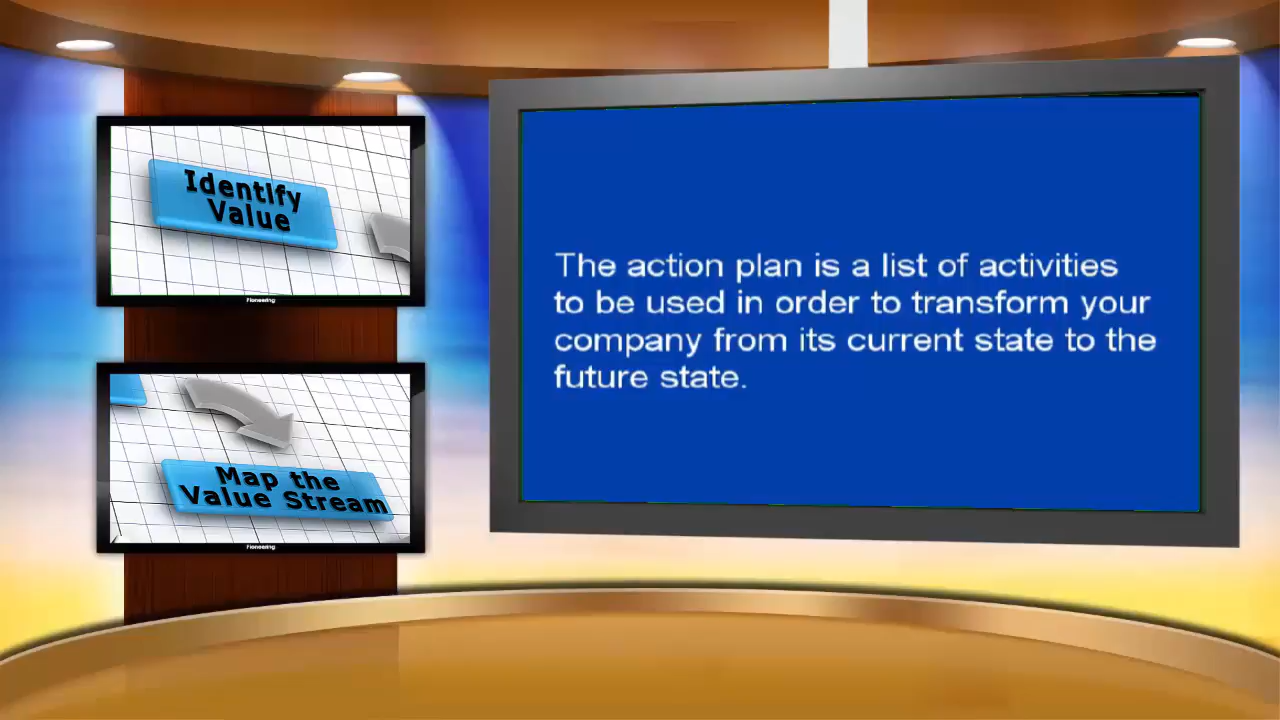 Identify
Value
Map the
Value Stream
The action plan is a list of activities
to be used in order to transform your
company from its current state to the
future state.